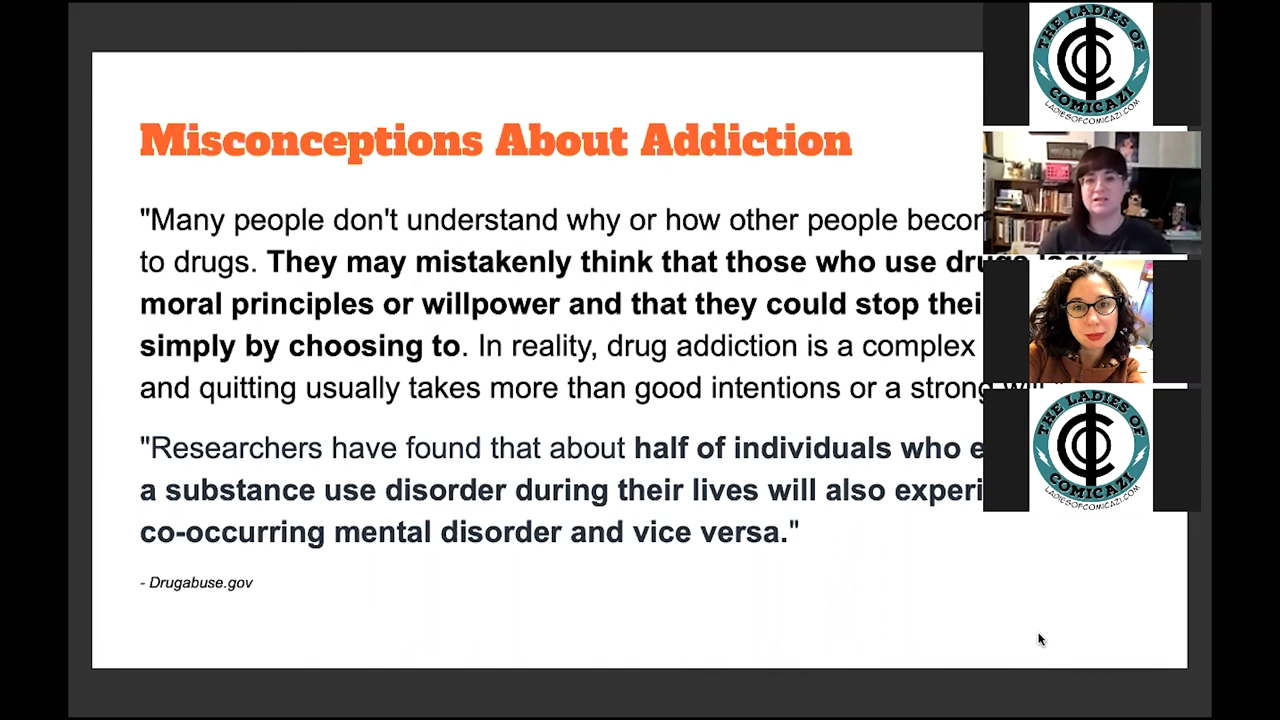 Misconceptions About Addiction
"Many people don't understand why or how other people
to drugs. They may mistakenly think that those who use
moral principles or willpower and that they could stop
simply by choosing to. In reality, drug addiction is a complex
and quitting usually takes more than good intentions or a strong
"Researchers have found that about half of individuals who
a substance use disorder during their lives will also
co-occurring mental disorder and vice versa."
- Drugabuse.gov
THE LADIES OF
COMICAZI
LADIESOFCOMICAZI.COM
THE LADIES OF
COMICAZI
LADIESOFCOMICAZI.COM